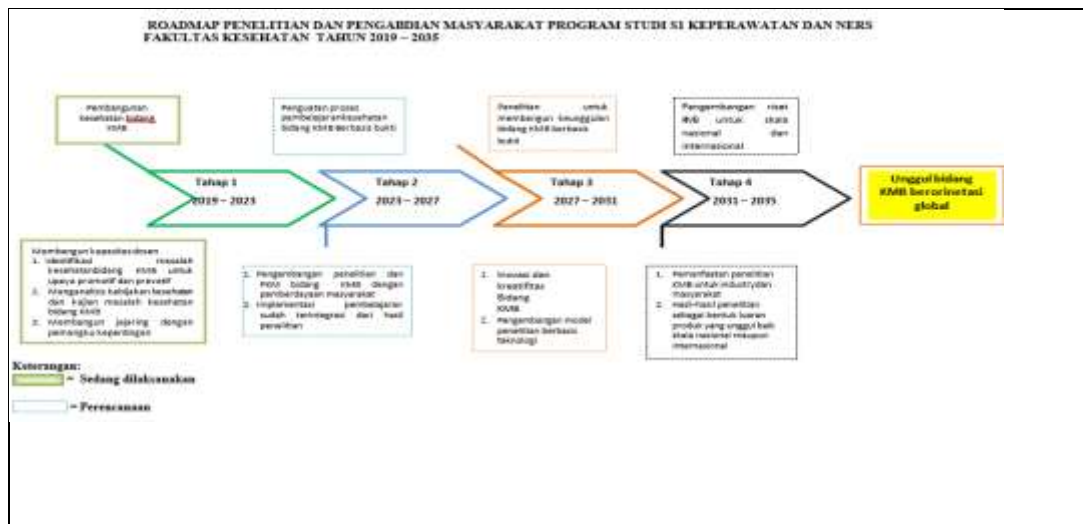 ROADMAP PENELITIAN DAN PENGABDIAN MASYARAKAT PROGRAM STUDI S1 KEPERAWATAN DAN NERS
FAKULTAS KESEHATAN TAHUN 2019 – 2035
Pembangunan
kesehatan bidang
KMB
Penguatan proses
pembelajaran kesehatan
bidang KMB Berbasis bukti
Penelitian untuk
membangun keunggulan
bidang KMB berbasis
bukti
Pengembangan riset
untuk skala
nasional dan
internasional
Tahap 1
2019 – 2023
Tahap 2
2023 – 2027
Tahap 3
2027 – 2031
Tahap 4
2031 – 2035
Unggul bidang
KMB berorinetasi
global
Membangun kapasitas dosen
1. Identifikasi masalah
kesehatan bidang KMB untuk
upaya promotif dan
2. Menganalisis kebijakan kesehatan
dan kajian masalah kesehatan
bidang KMB
3. Membangun jejaring dengan
pemangku kepentingan
1. Pengembangan penelitian dan
PKM bidang KMB dengan
pemberdayaan masyarakat
2. Implementasi pembelajaran
sudah terintegrasi dari hasil
penelitian
1. Inovasi dan
kreatifitas
Bidang
KMB
2. Pengembangan model
penelitian berbasis
teknologi
1. Pemanfaatan penelitian
KMB untuk industry dan
masyarakat
2. Hasil-hasil penelitian
sebagai bentuk luaran
produk yang unggul baik
skala nasional maupun
internasional
Keterangan:
= Sedang dilaksanakan
= Perencanaan